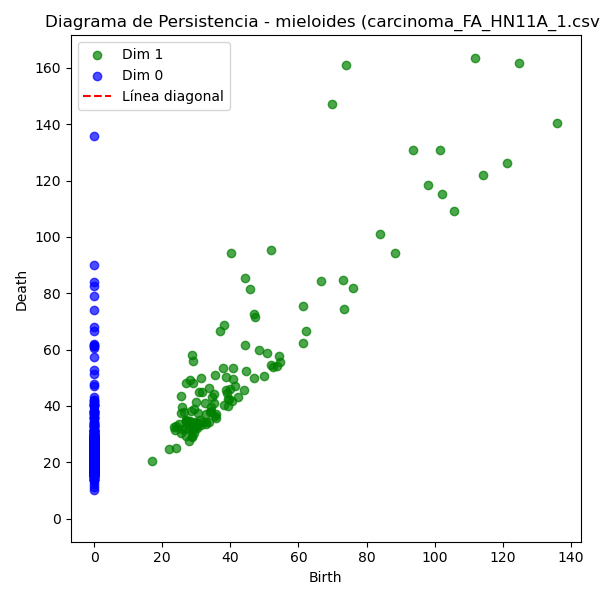 Diagrama de Persistencia - mieloides (carcinoma_FA_HN11A_1.csv
Dim 1
Dim 0
Línea diagonal
Death
160
140
120
100
80
60
40
20
0
0 20 40 60 80 100 120 140
Birth